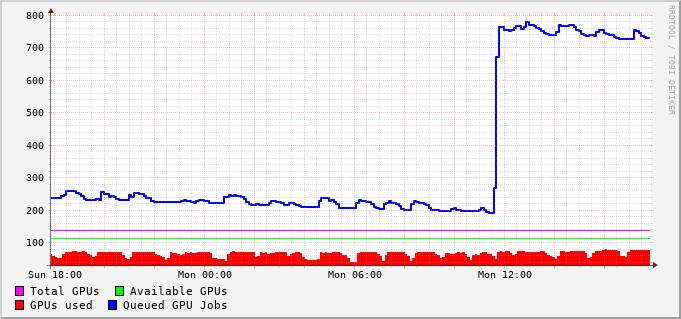 800
700
600
500
400
300
200
100
Sun 18:00 Mon 00:00 Mon 06:00 Mon 12:00
Total GPUs Available GPUs
GPUs used Queued GPU Jobs
RRDTOOL / TOBI OETIKER